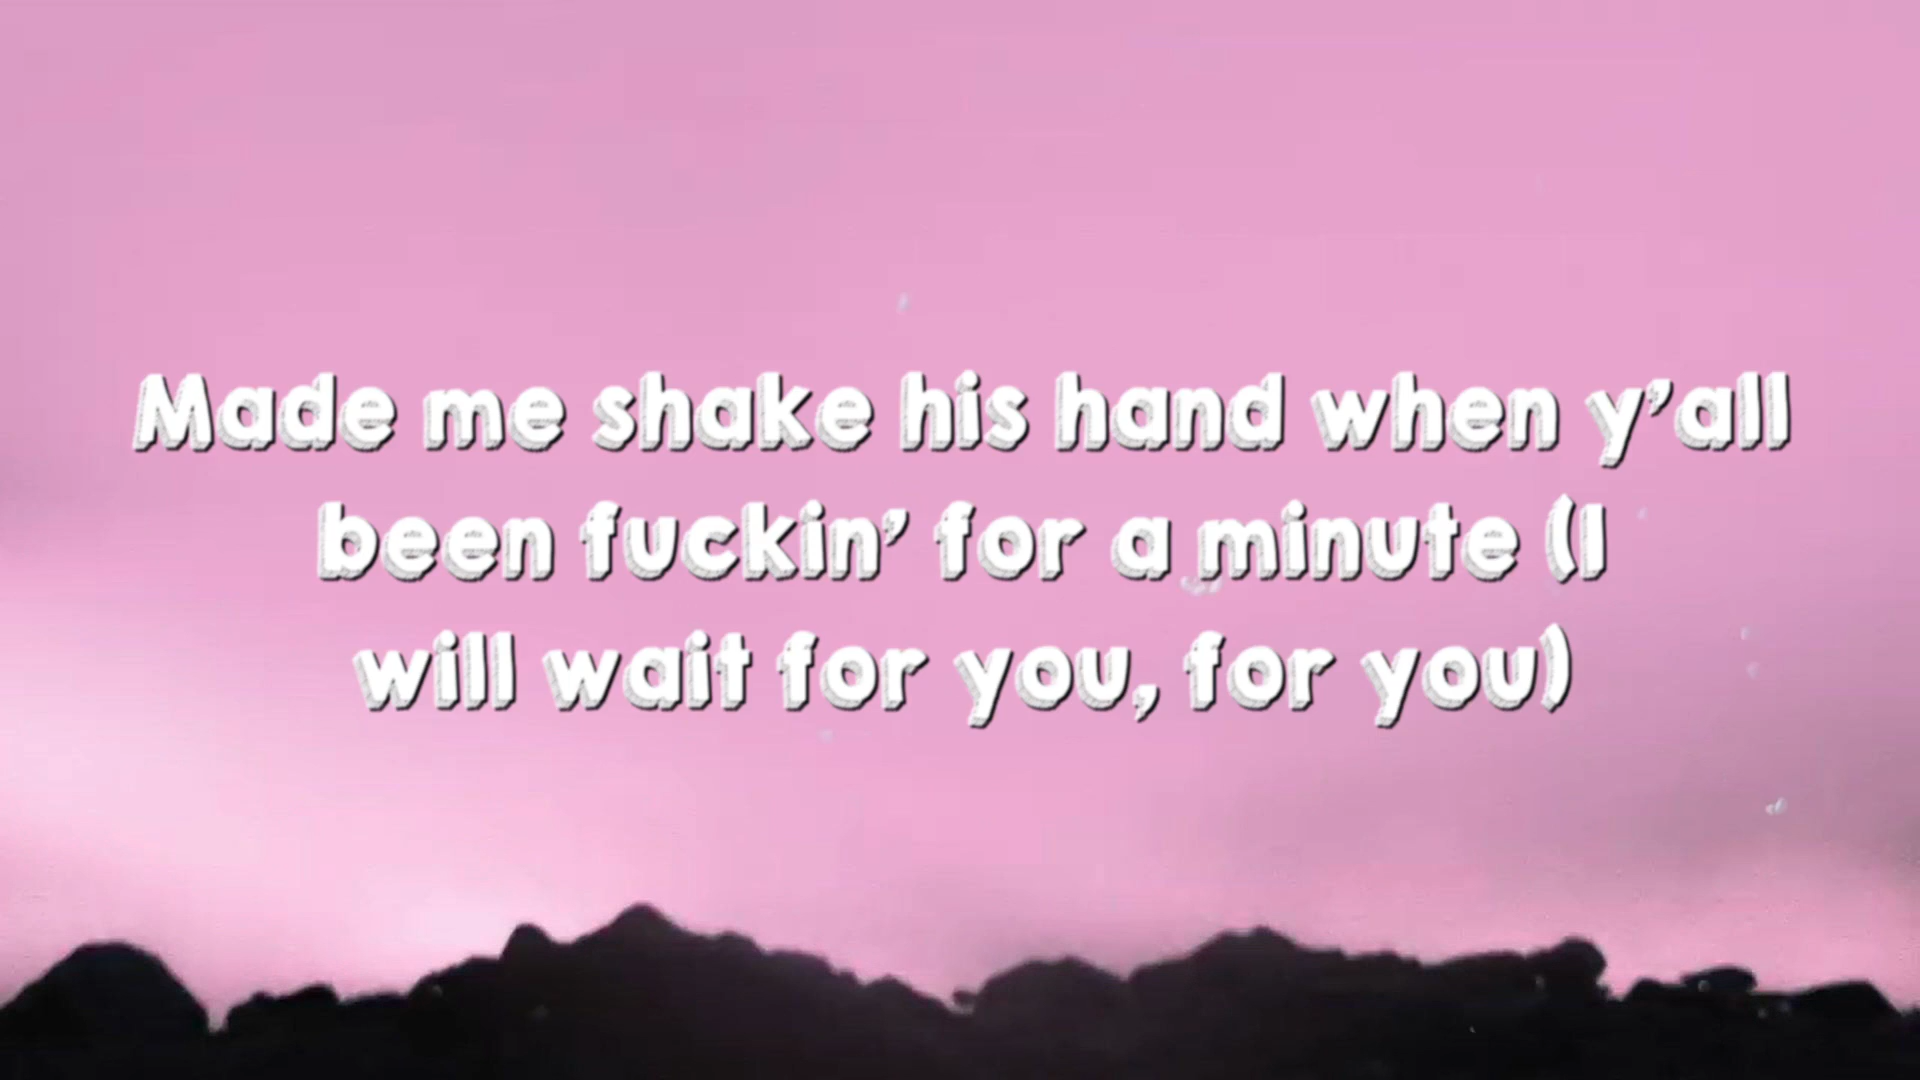 Made me shake his hand when y'all
been fuckin' for a minute (I
will wait for you, for you)